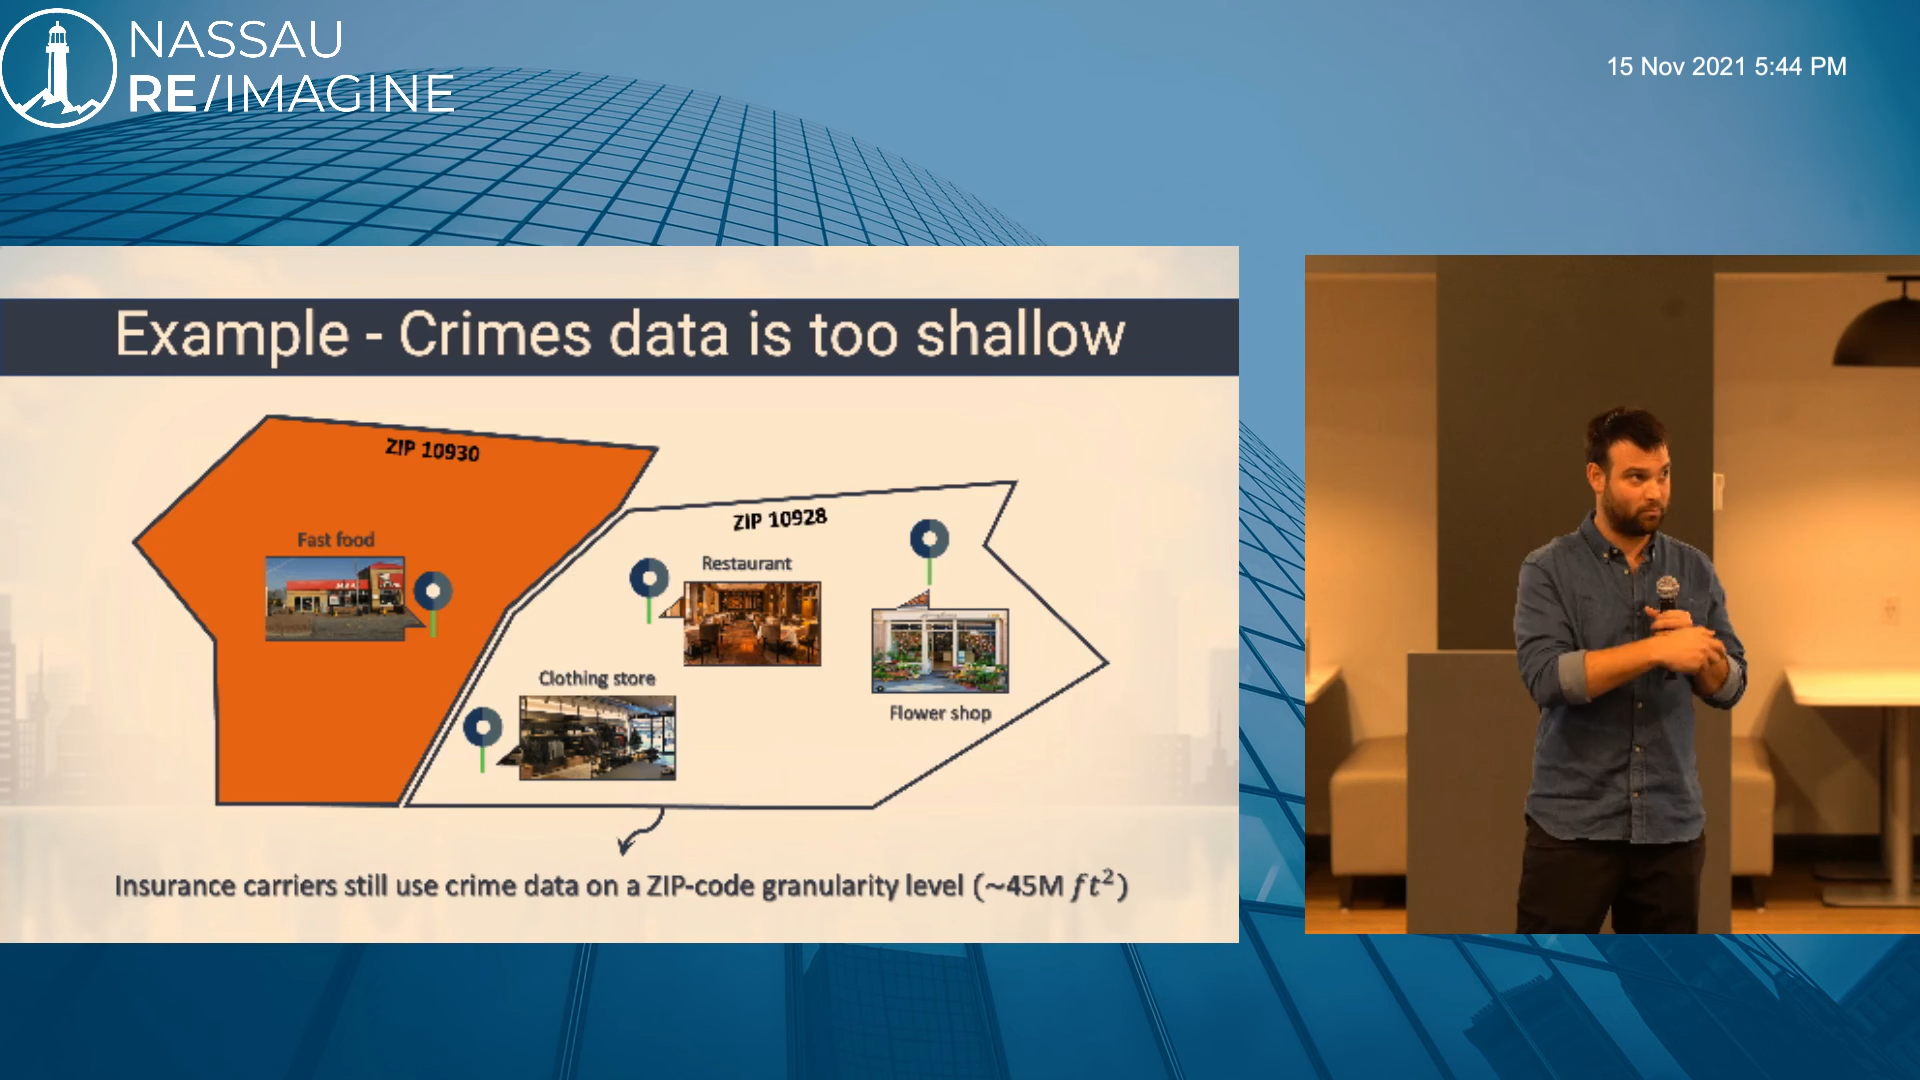 NASSAU
RE/IMAGINE
15 Nov 2021 5:44 PM
Example - Crimes data is too shallow
ZIP 10930
ZIP 10928
Fast food
Restaurant
Clothing store
Flower shop
Insurance carriers still use crime data on a ZIP-code granularity level (~45M ft²)